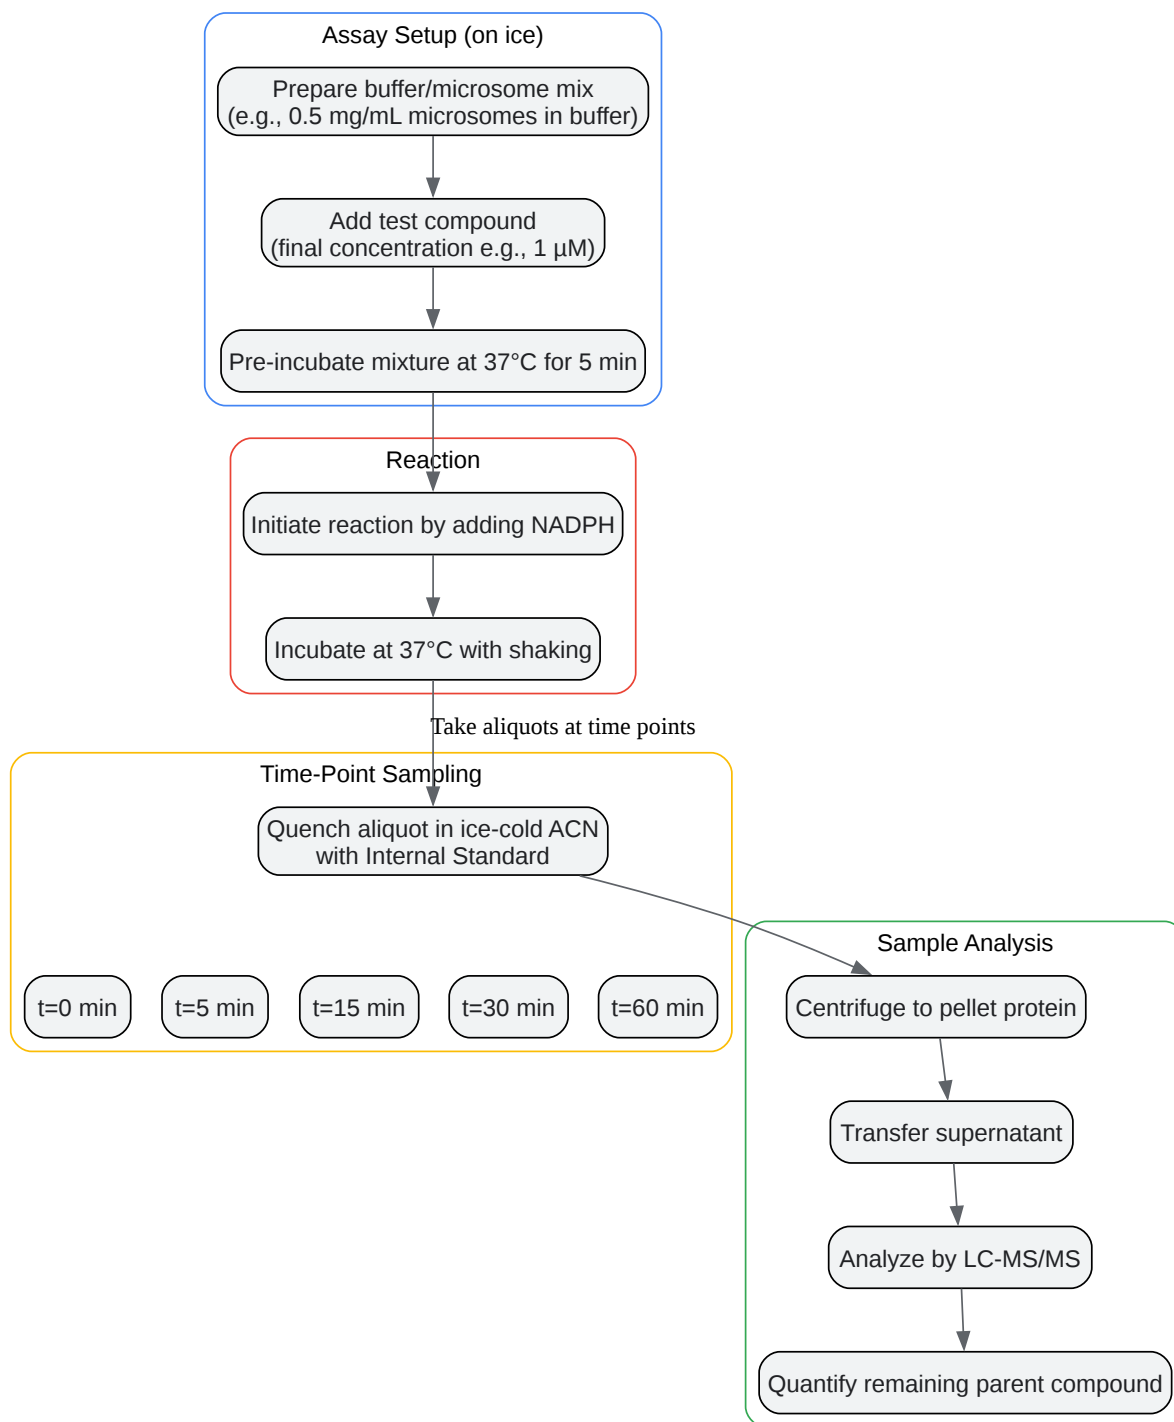 Assay Setup (on ice)
Prepare buffer/microsome mix
(e.g., 0.5 mg/mL microsomes in buffer)
Add test compound
(final concentration e.g., 1 µM)
Pre-incubate mixture at 37°C for 5 min
Reaction
Initiate reaction by adding NADPH
Incubate at 37°C with shaking
Take aliquots at time points
Time-Point Sampling
Quench aliquot in ice-cold ACN
with Internal Standard
t=0 min
t=5 min
t=15 min
t=30 min
t=60 min
Sample Analysis
Centrifuge to pellet protein
Transfer supernatant
Analyze by LC-MS/MS
Quantify remaining parent compound